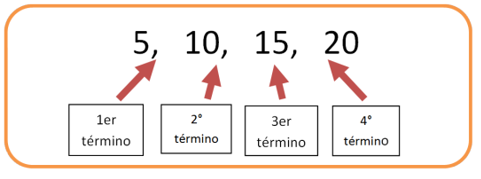 5, 10, 15, 20
1er
término
2°
término
3er
término
4°
término